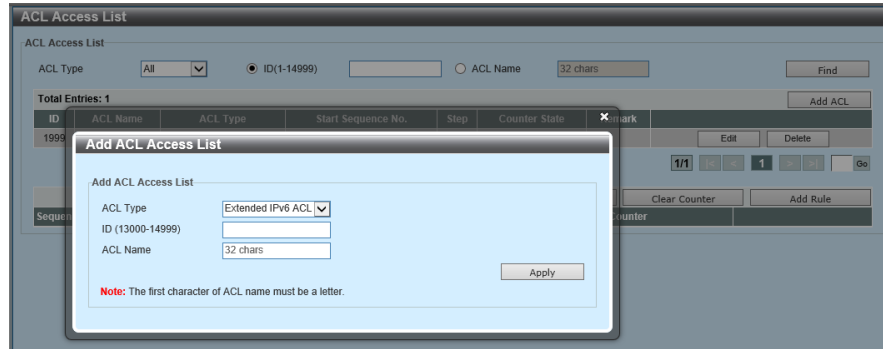 ACL Access List
ACL Access List
ACL Type All ID(1-14999) ACL Name 32 chars Find
Total Entries: 1 Add ACL
ID ACL Name ACL Type Start Sequence No. Step Counter State Remark
1999 Edit Delete
1/1 |< < 1 > >| Go
Clear Counter Add Rule
Sequen ounter
Add ACL Access List
Add ACL Access List
ACL Type Extended IPv6 ACL
ID (13000-14999)
ACL Name 32 chars
Apply
Note: The first character of ACL name must be a letter.